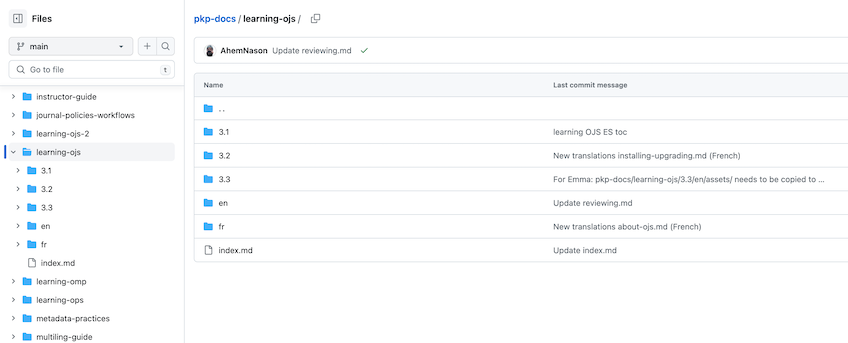 Files
main
Go to file
t
instructor-guide
journal-policies-workflows
learning-ojs-2
learning-ojs
3.1
3.2
3.3
en
fr
index.md
learning-omp
learning-ops
metadata-practices
multiling-guide
pkp-docs / learning-ojs /
AhemNason Update reviewing.md
Name Last commit message
..
3.1 learning OJS ES toc
3.2 New translations installing-upgrading.md (French)
3.3 For Emma: pkp-docs/learning-ojs/3.3/en/assets/ needs to be copied to ...
en Update reviewing.md
fr New translations about-ojs.md (French)
index.md Update index.md